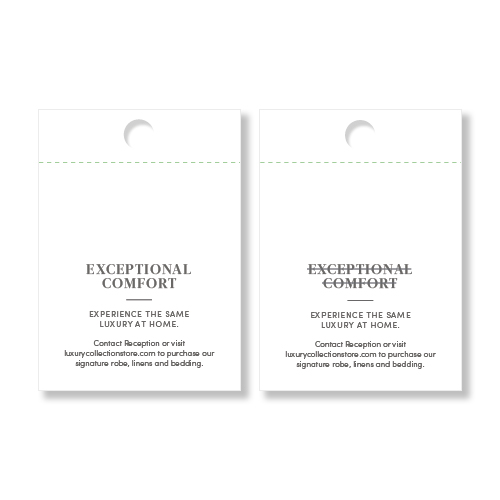 EXCEPTIONAL
COMFORT
EXPERIENCE THE SAME
LUXURY AT HOME.
Contact Reception or visit
luxurycollectionstore.com to purchase our
signature robe, linens and bedding.
EXCEPTIONAL
COMFORT
EXPERIENCE THE SAME
LUXURY AT HOME.
Contact Reception or visit
luxurycollectionstore.com to purchase our
signature robe, linens and bedding.